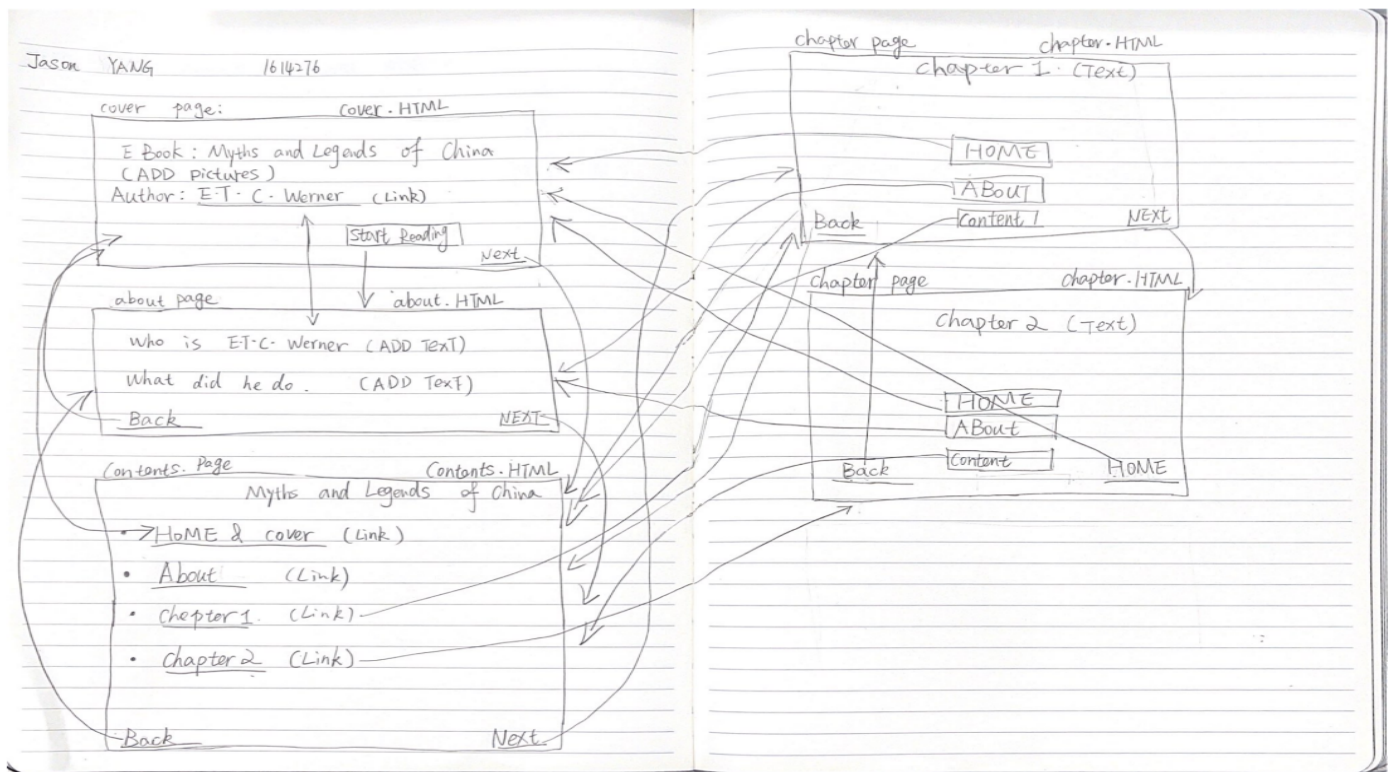 Jason YANG 1614276
cover page: cover.HTML
E Book: Myths and Legends of China
(ADD pictures)
Author: E.T.C. Werner (Link)
Start Reading
Next
about page about.HTML
Who is E.T.C. Werner (ADD TexT)
What did he do. (ADD TexT)
Back NEXT
Contents. Page Contents.HTML
Myths and Legends of China
• HoME & cover (Link)
• About (Link)
• Chepter1. (Link)
• Chapter2 (Link)
Back Next
chapter page chapter.HTML
Chapter 1. (Text)
HOME
ABouT
Back Content NEXt
chapter page chapter.HTML
Chapter 2 (Text)
HOME
ABout
Content
Back HOME